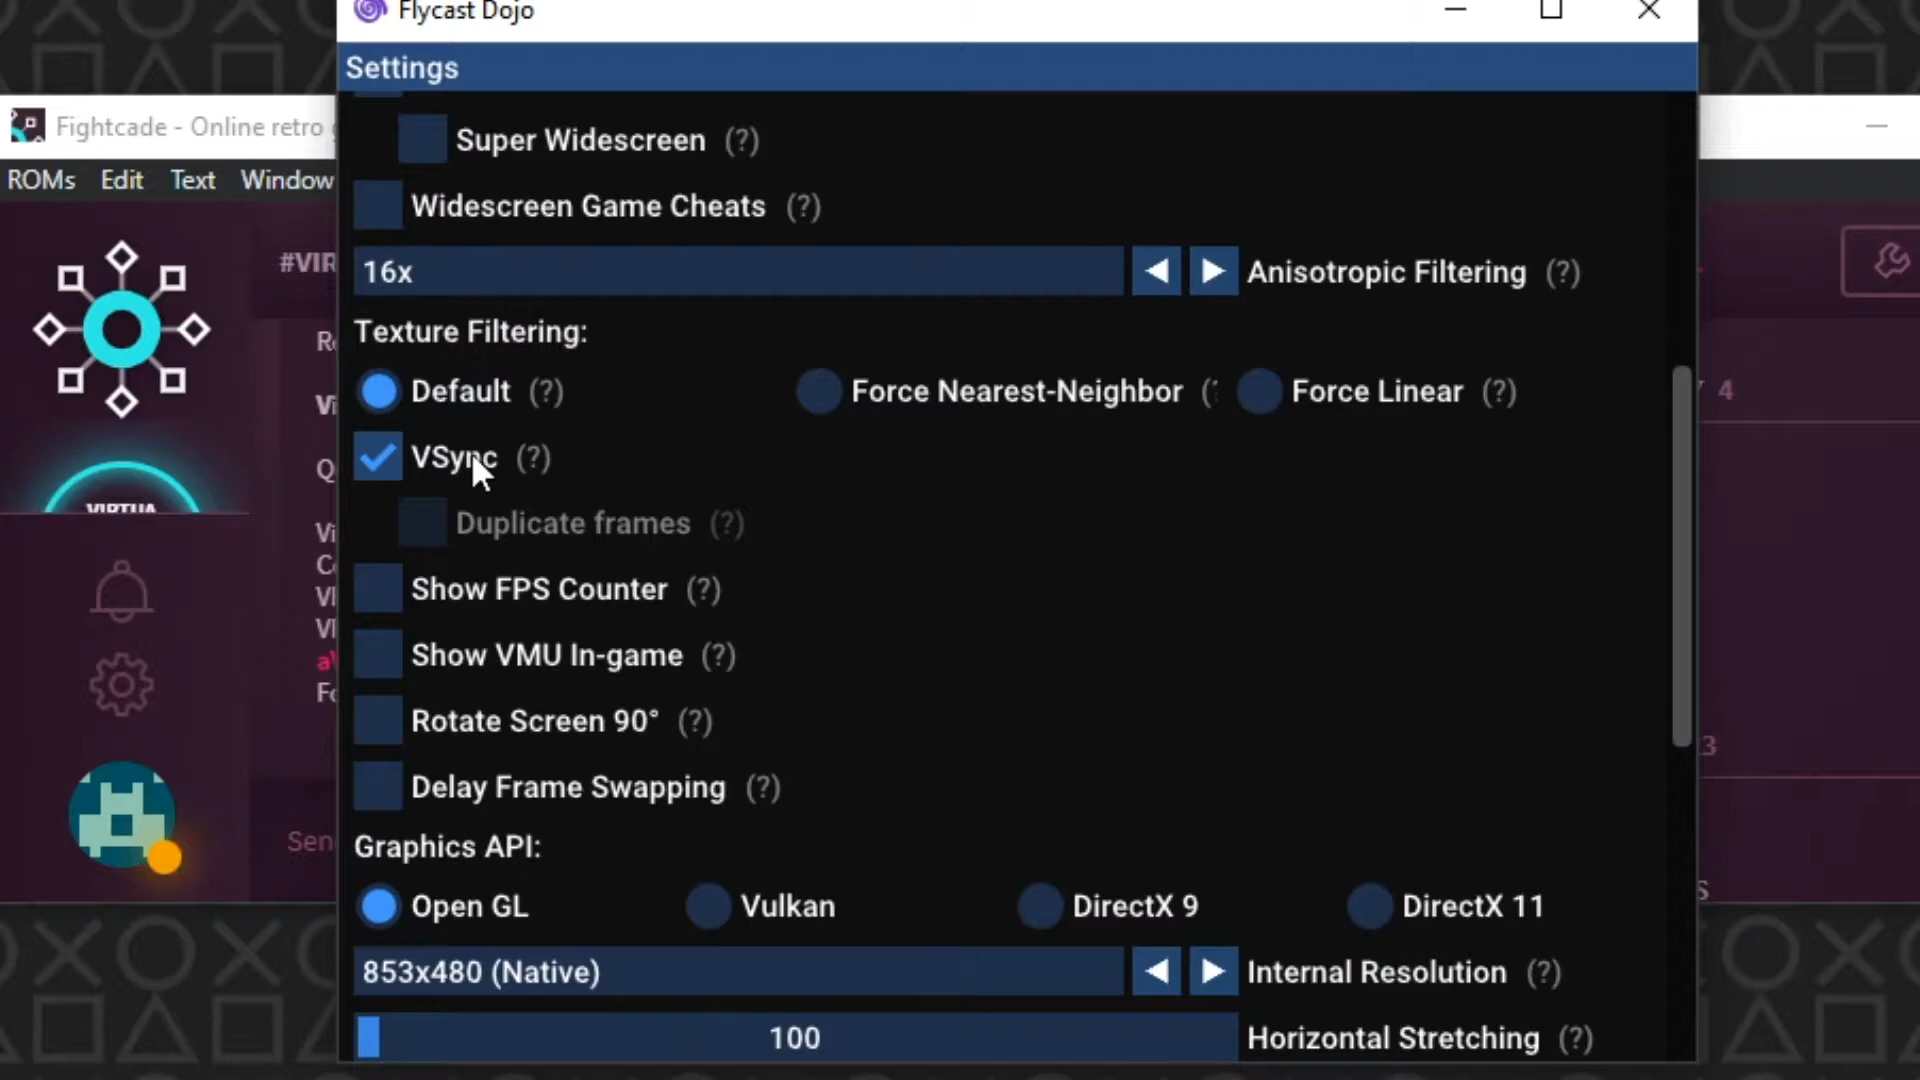 Flycast Dojo
Settings
Fightcade - Online retro
ROMs Edit Text Window
Super Widescreen (?)
Widescreen Game Cheats (?)
16x Anisotropic Filtering (?)
Texture Filtering:
Default (?) Force Nearest-Neighbor Force Linear (?)
VSync (?)
Duplicate frames (?)
Show FPS Counter (?)
Show VMU In-game (?)
Rotate Screen 90° (?)
Delay Frame Swapping (?)
Graphics API:
Open GL Vulkan DirectX 9 DirectX 11
853x480 (Native) Internal Resolution (?)
100 Horizontal Stretching (?)
#VIR
VIRTUA
4